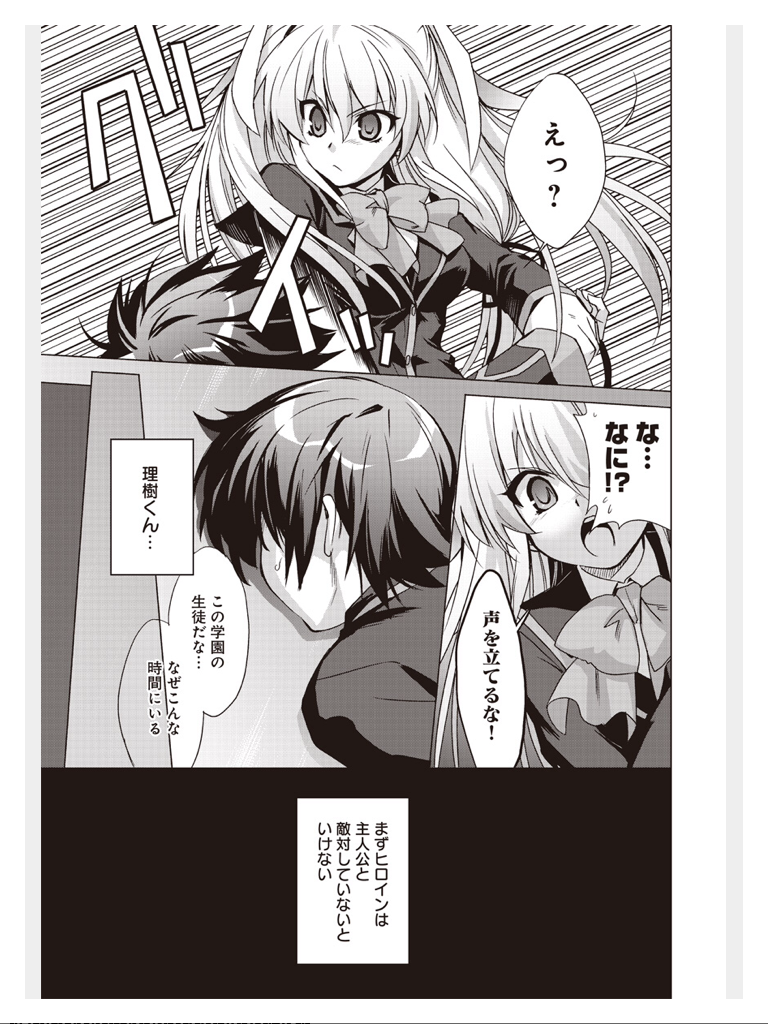 えっ?
グイッ
な…
なに!?
声を立てるな!
理樹くん…
この学園の
生徒だな…
なぜこんな
時間にいる
まずヒロインは
主人公と
敵対していないと
いけない